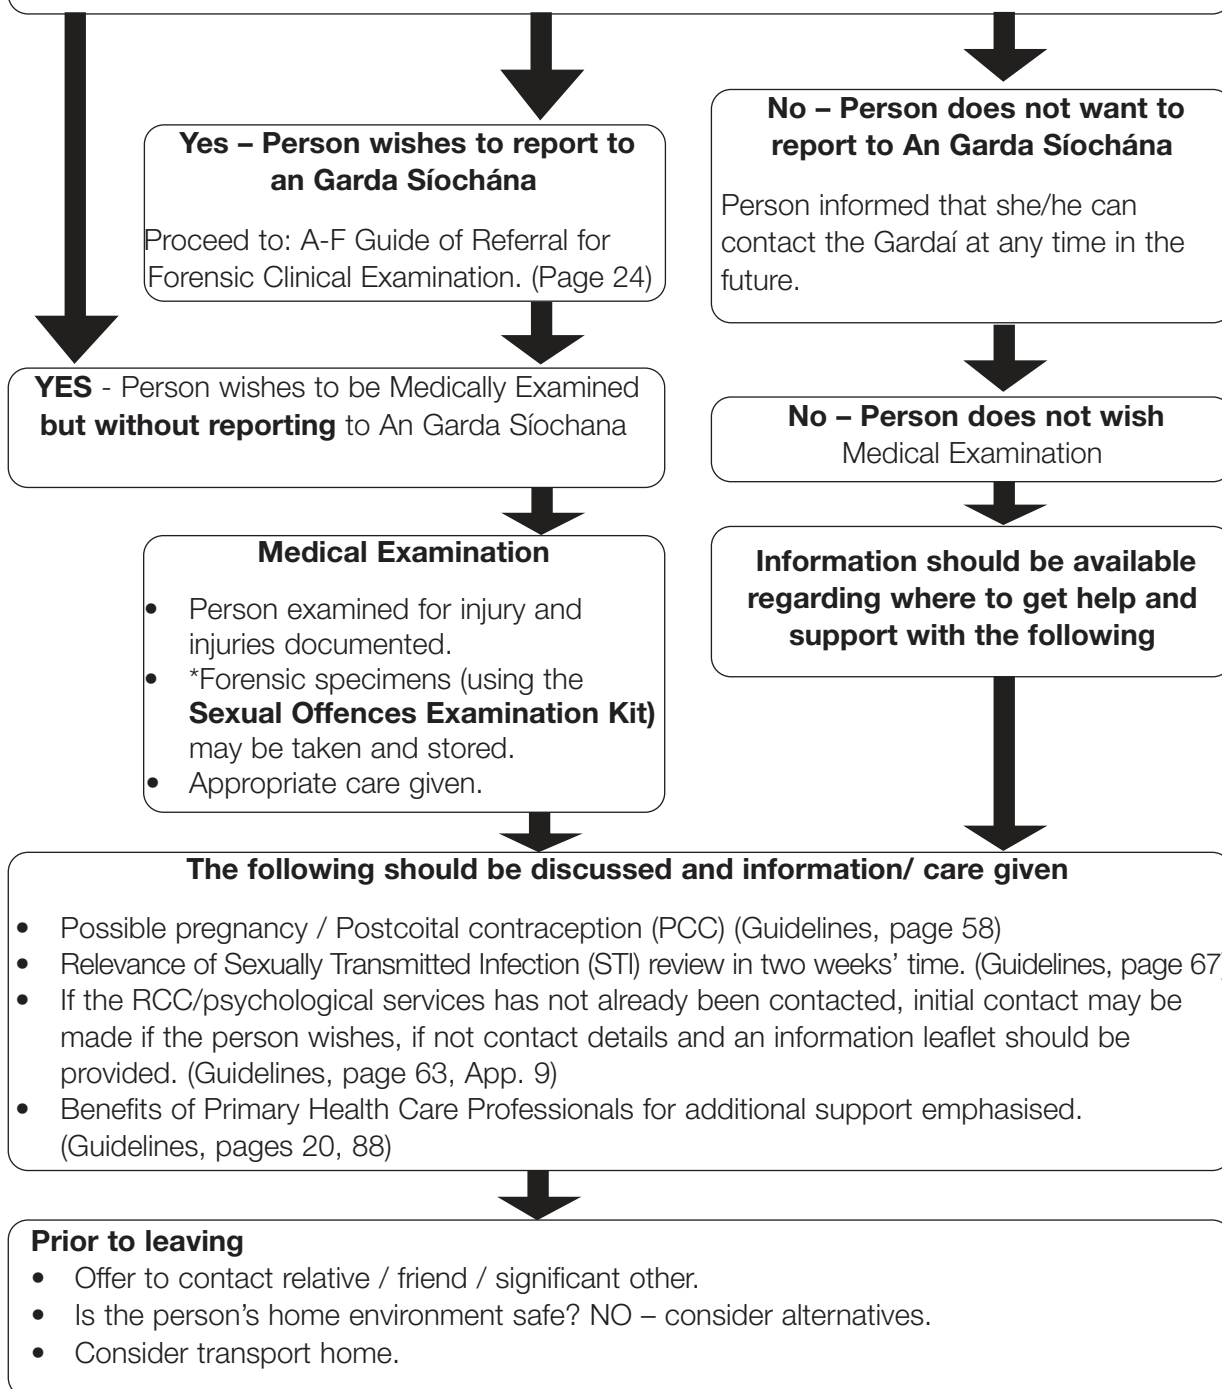 Yes – Person wishes to report to
an Garda Síochána
Proceed to: A-F Guide of Referral for
Forensic Clinical Examination. (Page 24)
No – Person does not want to
report to An Garda Síochána
Person informed that she/he can
contact the Gardaí at any time in the
future.
YES - Person wishes to be Medically Examined
but without reporting to An Garda Síochana
No – Person does not wish
Medical Examination
Medical Examination
• Person examined for injury and
injuries documented.
• *Forensic specimens (using the
Sexual Offences Examination Kit)
may be taken and stored.
• Appropriate care given.
Information should be available
regarding where to get help and
support with the following
The following should be discussed and information/ care given
• Possible pregnancy / Postcoital contraception (PCC) (Guidelines, page 58)
• Relevance of Sexually Transmitted Infection (STI) review in two weeks’ time. (Guidelines, page 67)
• If the RCC/psychological services has not already been contacted, initial contact may be
made if the person wishes, if not contact details and an information leaflet should be
provided. (Guidelines, page 63, App. 9)
• Benefits of Primary Health Care Professionals for additional support emphasised.
(Guidelines, pages 20, 88)
Prior to leaving
• Offer to contact relative / friend / significant other.
• Is the person’s home environment safe? NO – consider alternatives.
• Consider transport home.